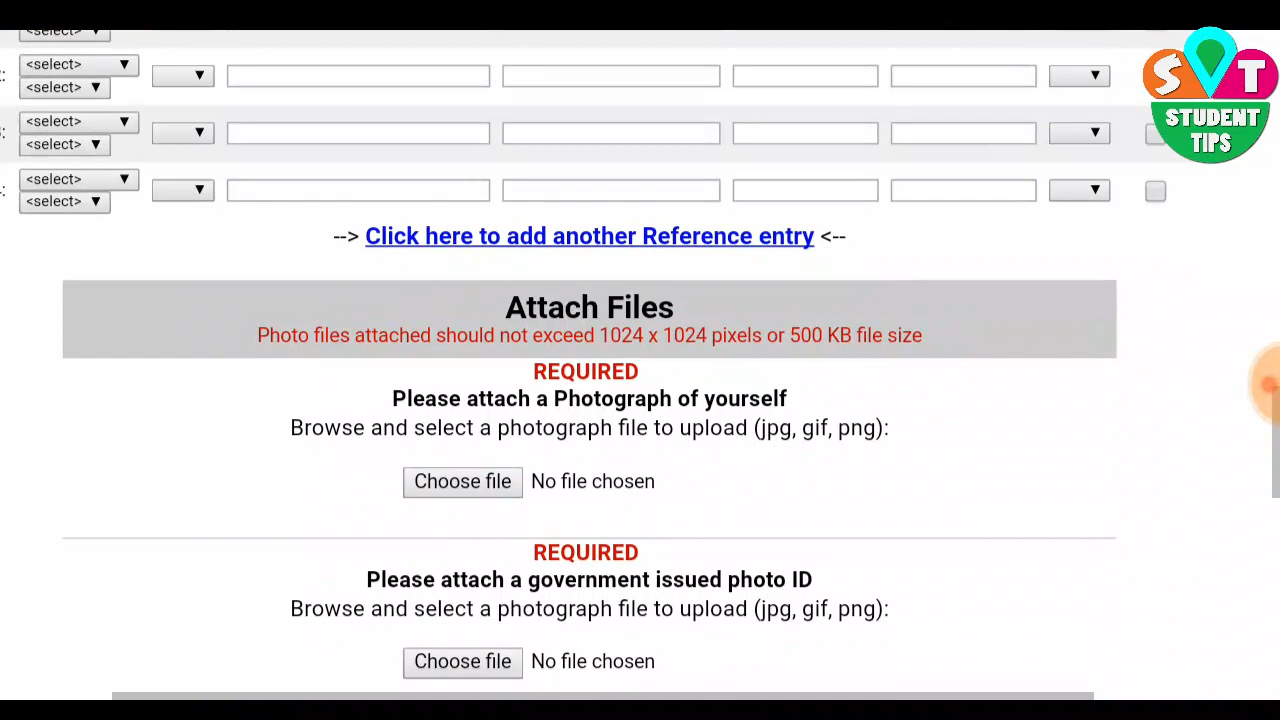 <select>
2: <select>
<select>
3: <select>
<select>
<select>
<select>
--> Click here to add another Reference entry <--
Attach Files
Photo files attached should not exceed 1024 x 1024 pixels or 500 KB file size
REQUIRED
Please attach a Photograph of yourself
Browse and select a photograph file to upload (jpg, gif, png):
Choose file No file chosen
REQUIRED
Please attach a government issued photo ID
Browse and select a photograph file to upload (jpg, gif, png):
Choose file No file chosen
S T
STUDENT
TIPS